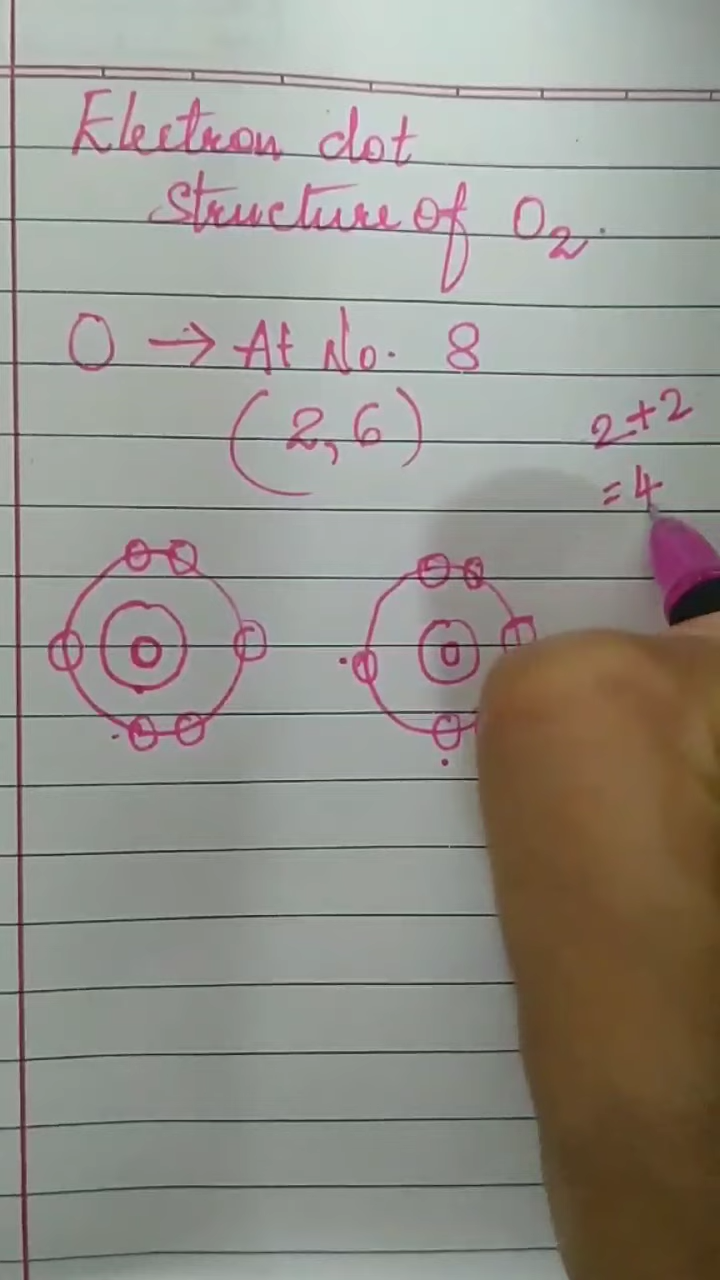 Electron dot
structure of O2.
O → At No. 8
(2,6)
2+2
=4
O
O